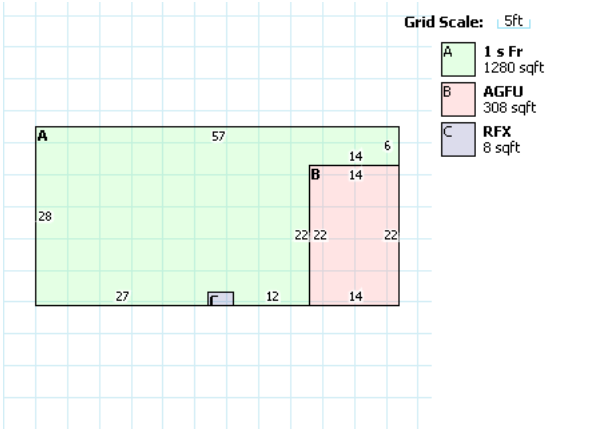 Grid Scale: 5ft
A 1 s Fr
1280 sqft
B AGFU
308 sqft
C RFX
8 sqft
A 57 6
14
B 14
28
22 22 22
27 C 12 14